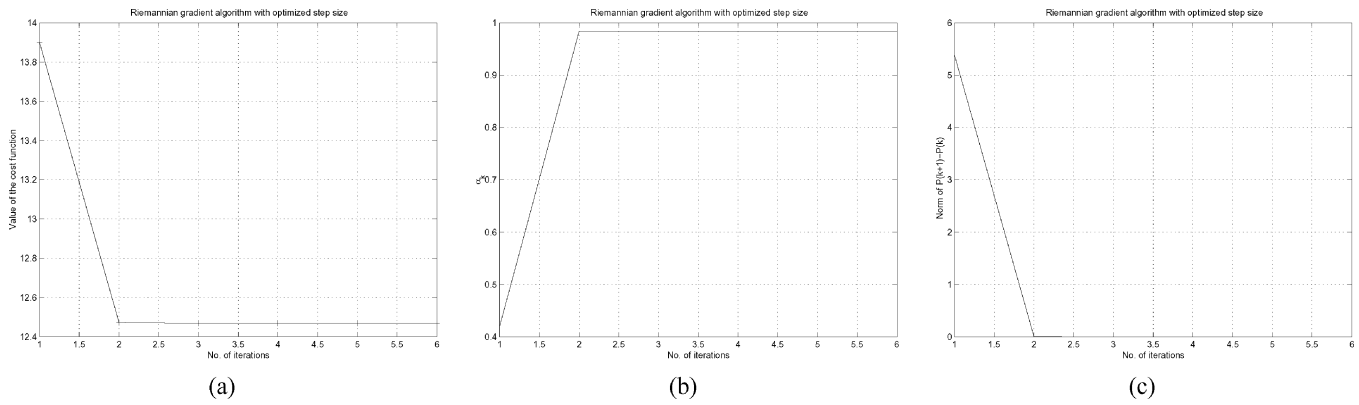 Riemannian gradient algorithm with optimized step size
14
13.8
13.6
13.4
13.2
13
12.8
12.6
12.4
Value of the cost function
1 1.5 2 2.5 3 3.5 4 4.5 5 5.5 6
No. of iterations
(a)
Riemannian gradient algorithm with optimized step size
1
0.9
0.8
0.7
0.6
0.5
0.4
α_k
1 1.5 2 2.5 3 3.5 4 4.5 5 5.5 6
No. of iterations
(b)
Riemannian gradient algorithm with optimized step size
6
5
4
3
2
1
0
Norm of P(k+1)−P(k)
1 1.5 2 2.5 3 3.5 4 4.5 5 5.5 6
No. of iterations
(c)